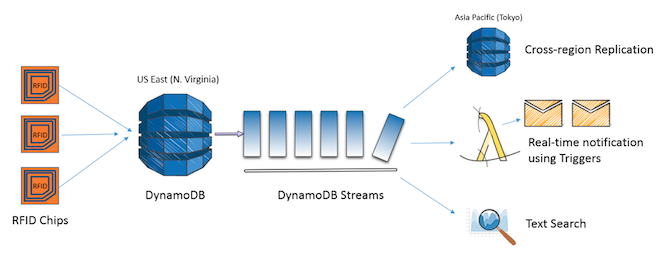 Asia Pacific (Tokyo)
Cross-region Replication
US East (N. Virginia)
RFID
RFID
RFID
Real-time notification
using Triggers
DynamoDB
DynamoDB Streams
RFID Chips
Text Search